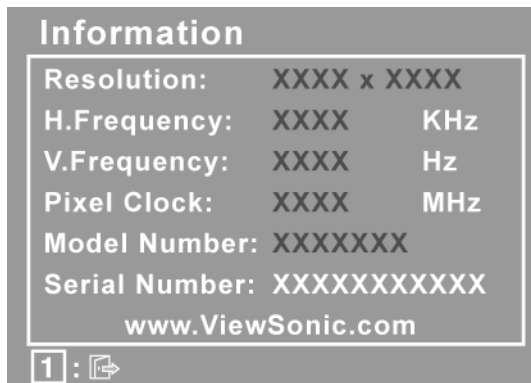 Information
Resolution: XXXX x XXXX
H.Frequency: XXXX KHz
V.Frequency: XXXX Hz
Pixel Clock: XXXX MHz
Model Number: XXXXXXX
Serial Number: XXXXXXXXXXX
www.ViewSonic.com
1 :